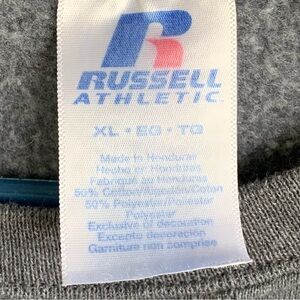 RUSSELL
ATHLETIC
XL • EG • TG
Made in Honduras
Hecho en Honduras
Fabriqué au Honduras
50% Cotton/Algodón/Coton
50% Polyester/Poliéster
Polyester
Exclusive of decoration
Excepto decoración
Garniture non comprise